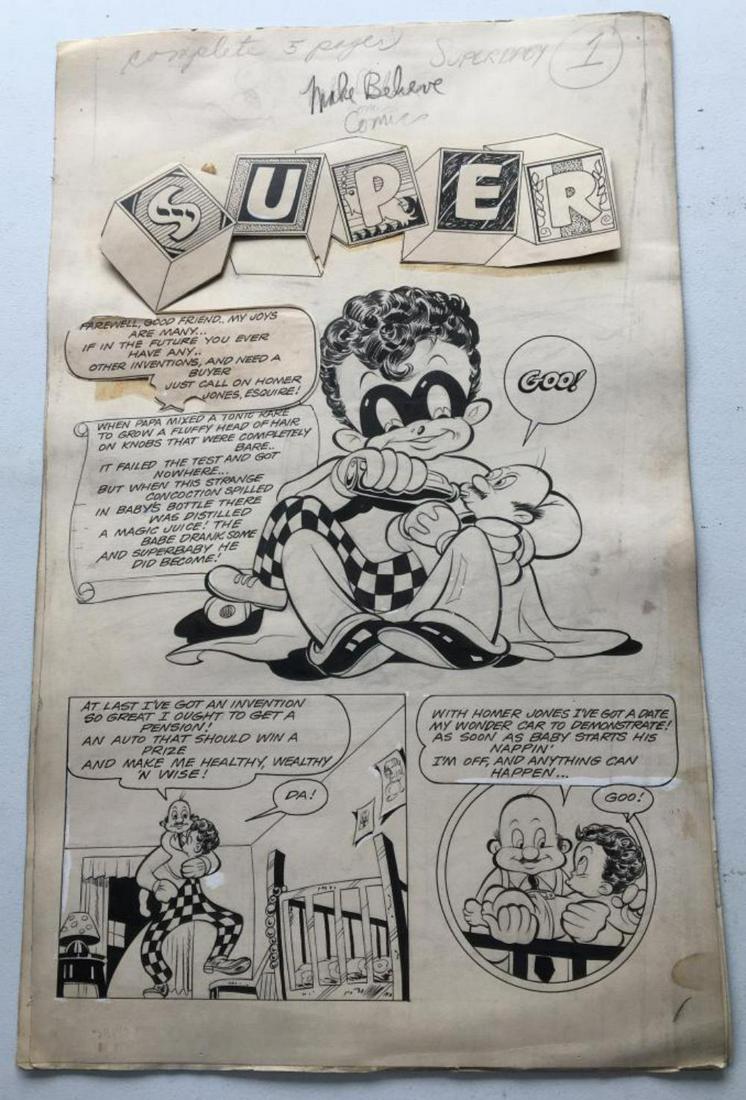 complete 5 pages SUPERBABY 1
Make Believe
Comics
SUPER
FAREWELL, GOOD FRIEND.. MY JOYS
ARE MANY...
IF IN THE FUTURE YOU EVER
HAVE ANY..
OTHER INVENTIONS, AND NEED A
BUYER
JUST CALL ON HOMER
JONES, ESQUIRE!
GOO!
WHEN PAPA MIXED A TONIC RARE
TO GROW A FLUFFY HEAD OF HAIR
ON KNOBS THAT WERE COMPLETELY
BARE..
IT FAILED THE TEST AND GOT
NOWHERE...
BUT WHEN THIS STRANGE
CONCOCTION SPILLED
IN BABY'S BOTTLE THERE
WAS DISTILLED
A MAGIC JUICE! THE
BABE DRANK SOME
AND SUPERBABY HE
DID BECOME!
AT LAST I'VE GOT AN INVENTION
SO GREAT I OUGHT TO GET A
PENSION!
AN AUTO THAT SHOULD WIN A
PRIZE
AND MAKE ME HEALTHY, WEALTHY
'N WISE!
DA!
WITH HOMER JONES I'VE GOT A DATE
MY WONDER CAR TO DEMONSTRATE!
AS SOON AS BABY STARTS HIS
NAPPIN'
I'M OFF, AND ANYTHING CAN
HAPPEN...
GOO!